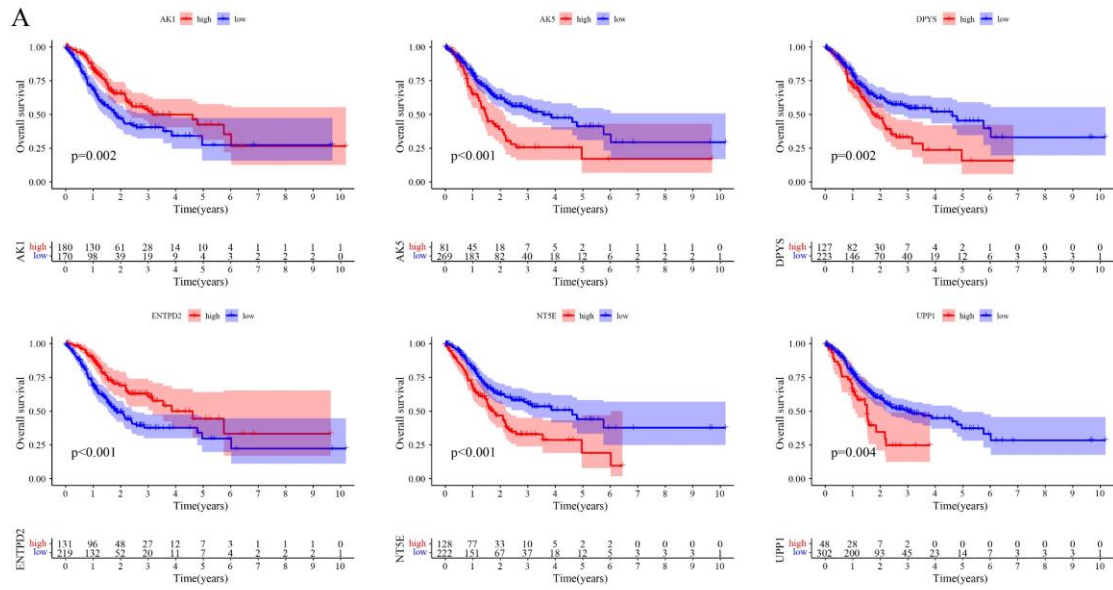 A
AK1 high low
Overall survival
1.00
0.75
0.50
0.25
0.00
p=0.002
0 1 2 3 4 5 6 7 8 9 10
Time(years)
AK1
high 180 130 61 28 14 10 4 1 1 1 1
low 170 98 39 19 9 4 3 2 2 2 0
0 1 2 3 4 5 6 7 8 9 10
Time(years)
AK5 high low
Overall survival
1.00
0.75
0.50
0.25
0.00
p<0.001
0 1 2 3 4 5 6 7 8 9 10
Time(years)
AK5
high 81 45 18 7 5 2 1 1 1 1 0
low 269 183 82 40 18 12 6 2 2 2 1
0 1 2 3 4 5 6 7 8 9 10
Time(years)
DPYS high low
Overall survival
1.00
0.75
0.50
0.25
0.00
p=0.002
0 1 2 3 4 5 6 7 8 9 10
Time(years)
DPYS
high 127 82 30 7 4 2 1 0 0 0 0
low 223 146 70 40 19 12 6 3 3 3 1
0 1 2 3 4 5 6 7 8 9 10
Time(years)
ENTPD2 high low
Overall survival
1.00
0.75
0.50
0.25
0.00
p<0.001
0 1 2 3 4 5 6 7 8 9 10
Time(years)
ENTPD2
high 131 96 48 27 12 7 3 1 1 1 0
low 219 132 52 20 11 7 4 2 2 2 1
0 1 2 3 4 5 6 7 8 9 10
Time(years)
NT5E high low
Overall survival
1.00
0.75
0.50
0.25
0.00
p<0.001
0 1 2 3 4 5 6 7 8 9 10
Time(years)
NT5E
high 128 77 33 10 5 2 2 0 0 0 0
low 222 151 67 37 18 12 5 3 3 3 1
0 1 2 3 4 5 6 7 8 9 10
Time(years)
UPP1 high low
Overall survival
1.00
0.75
0.50
0.25
0.00
p=0.004
0 1 2 3 4 5 6 7 8 9 10
Time(years)
UPP1
high 48 28 7 2 0 0 0 0 0 0 0
low 302 200 93 45 23 14 7 3 3 3 1
0 1 2 3 4 5 6 7 8 9 10
Time(years)